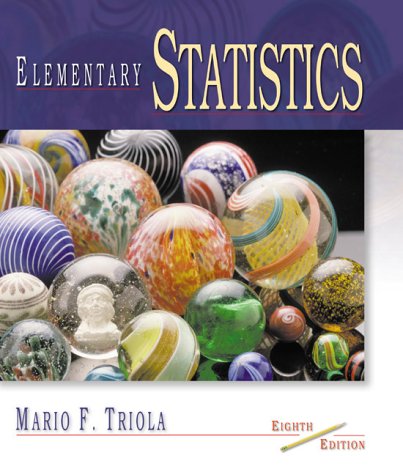 ELEMENTARY STATISTICS
MARIO F. TRIOLA
EIGHTH
EDITION